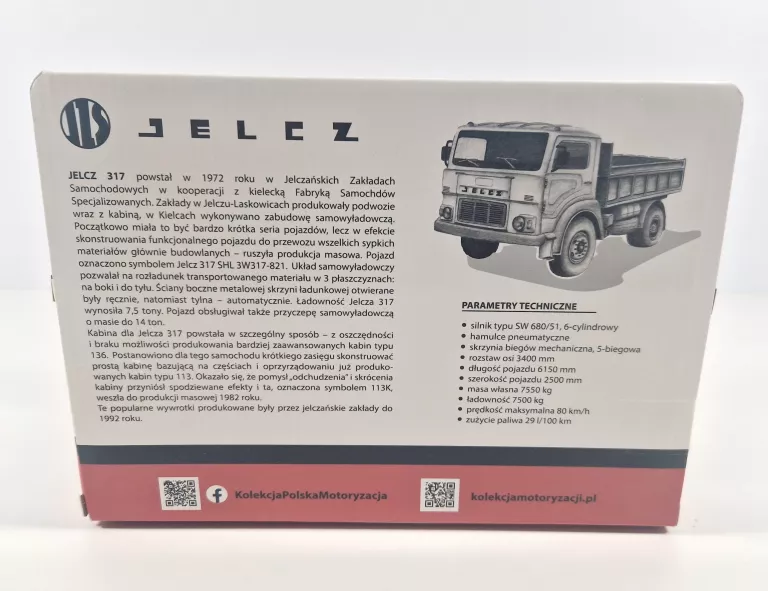 JZS
JELCZ
JELCZ 317 powstał w 1972 roku w Jelczańskich Zakładach
Samochodowych w kooperacji z kielecką Fabryką Samochdów
Specjalizowanych. Zakłady w Jelczu-Laskowicach produkowały podwozie
wraz z kabiną, w Kielcach wykonywano zabudowę samowyładowczą.
Początkowo miała to być bardzo krótka seria pojazdów, lecz w efekcie
skonstruowania funkcjonalnego pojazdu do przewozu wszelkich sypkich
materiałów głównie budowlanych – ruszyła produkcja masowa. Pojazd
oznaczono symbolem Jelcz 317 SHL 3W317-821. Układ samowyładowczy
pozwalał na rozładunek transportowanego materiału w 3 płaszczyznach:
na boki i do tyłu. Ściany boczne metalowej skrzyni ładunkowej otwierane
były ręcznie, natomiast tylna – automatycznie. Ładowność Jelcza 317
wynosiła 7,5 tony. Pojazd obsługiwał także przyczepę samowyładowczą
o masie do 14 ton.
Kabina dla Jelcza 317 powstała w szczególny sposób – z oszczędności
i braku możliwości produkowania bardziej zaawansowanych kabin typu
136. Postanowiono dla tego samochodu krótkiego zasięgu skonstruować
prostą kabinę bazującą na częściach i oprzyrządowaniu już produko-
wanych kabin typu 113. Okazało się, że pomysł „odchudzenia” i skrócenia
kabiny przyniósł spodziewane efekty i ta, oznaczona symbolem 113K,
weszła do produkcji masowej 1982 roku.
Te popularne wywrotki produkowane były przez jelczańskie zakłady do
1992 roku.
JELCZ
PARAMETRY TECHNICZNE
• silnik typu SW 680/51, 6-cylindrowy
• hamulce pneumatyczne
• skrzynia biegów mechaniczna, 5-biegowa
• rozstaw osi 3400 mm
• długość pojazdu 6150 mm
• szerokość pojazdu 2500 mm
• masa własna 7550 kg
• ładowność 7500 kg
• prędkość maksymalna 80 km/h
• zużycie paliwa 29 l/100 km
KolekcjaPolskaMotoryzacja
kolekcjamotoryzacji.pl